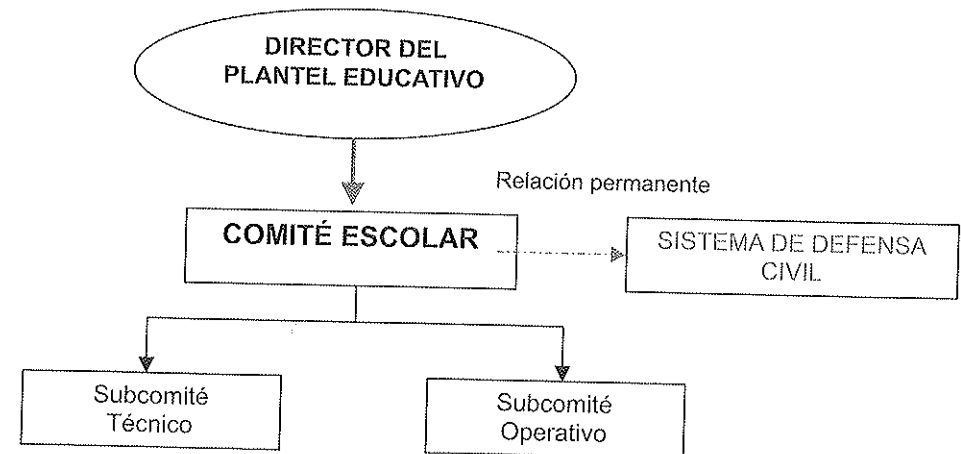 DIRECTOR DEL
PLANTEL EDUCATIVO
Relación permanente
COMITÉ ESCOLAR
SISTEMA DE DEFENSA
CIVIL
Subcomité
Técnico
Subcomité
Operativo